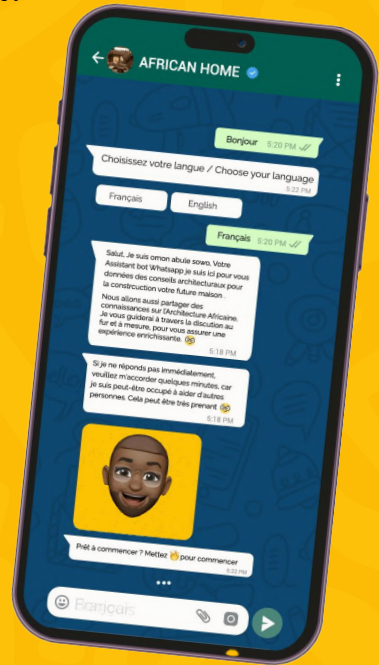 AFRICAN HOME
Bonjour 5:20 PM
Choisissez votre langue / Choose your language
5:22 PM
Français English
Français 5:20 PM
Salut, Je suis omon abule sowo, Votre
Assistant bot Whatsapp je suis ici pour vous
données des conseils architecturaux pour
la construction votre future maison .
Nous allons aussi partager des
connaissances sur l'Architecture Africaine.
Je vous guiderai à travers la discution au
fur et à mesure, pour vous assurer une
expérience enrichissante.
5:18 PM
Si je ne réponds pas immédiatement,
veuillez m'accorder quelques minutes, car
je suis peut-être occupé à aider d'autres
personnes. Cela peut être très prenant
5:18 PM
Prêt à commencer ? Mettez 👋 pour commencer
5:22 PM
Français